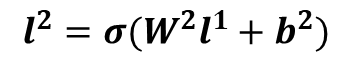 l² = σ(W²l¹ + b²)